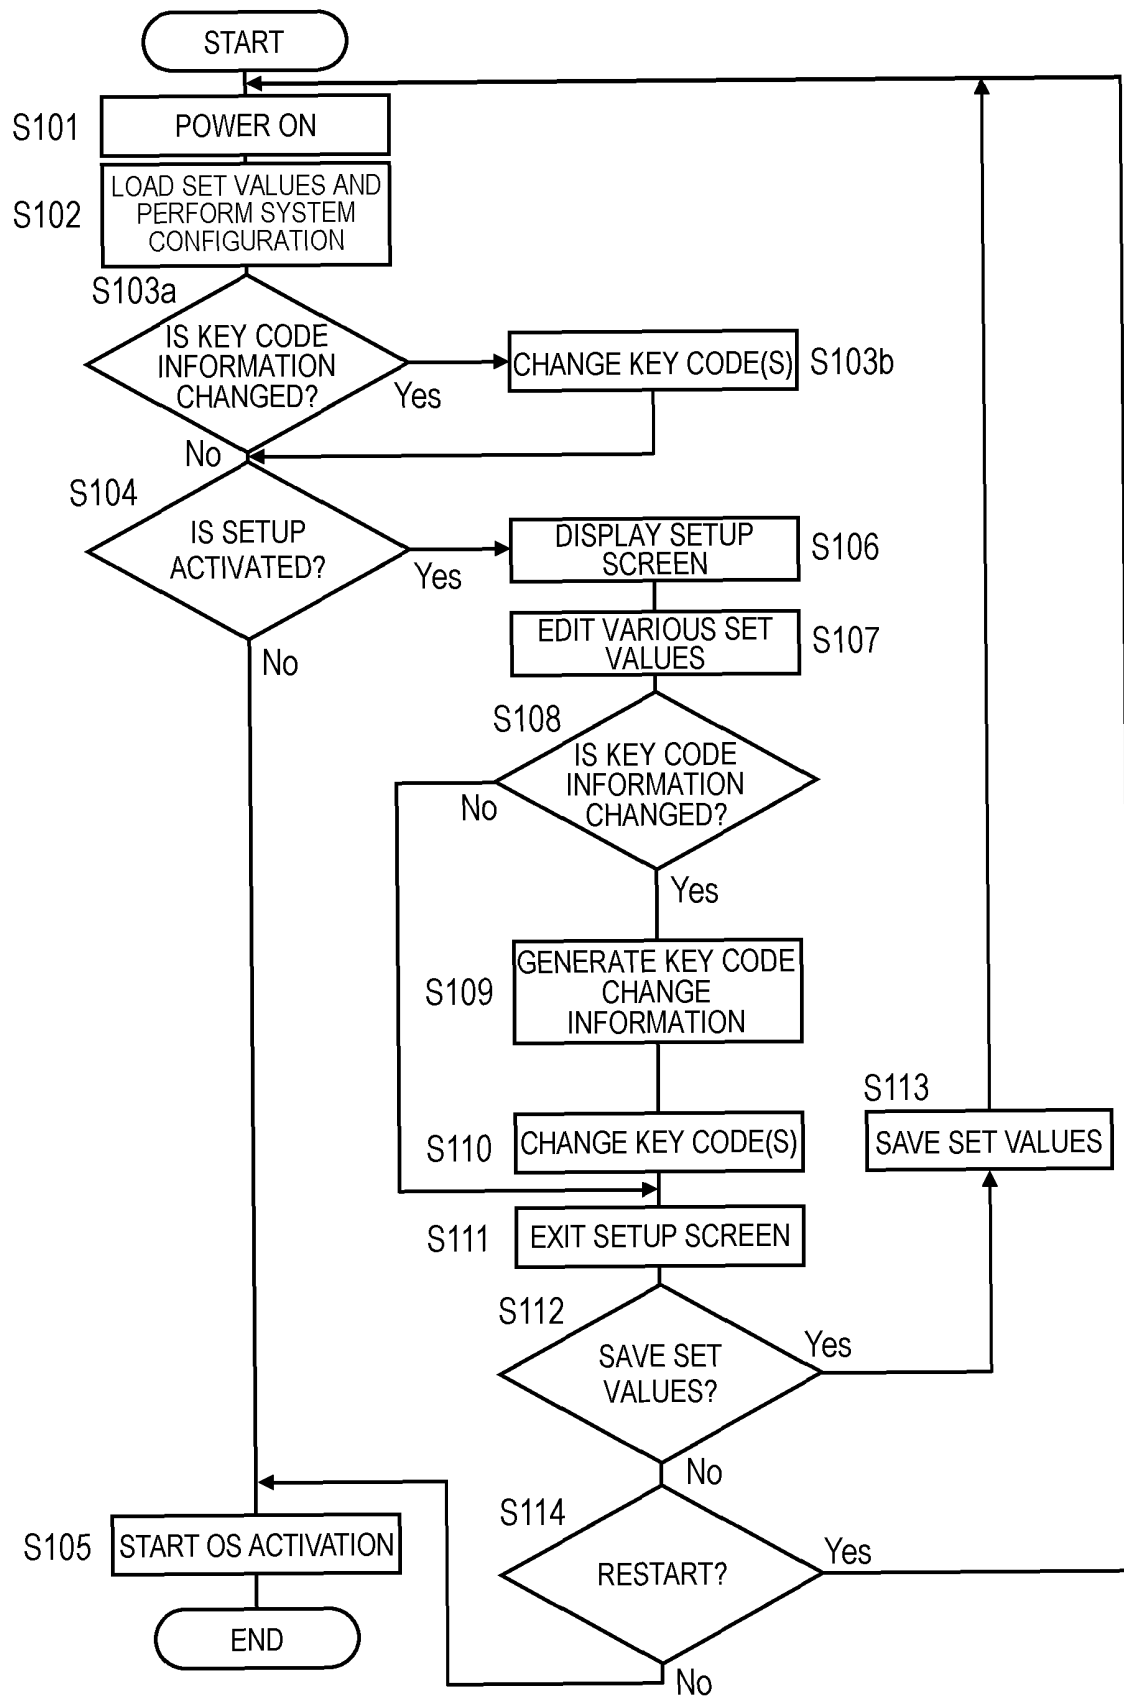 START
S101
POWER ON
S102
LOAD SET VALUES AND
PERFORM SYSTEM
CONFIGURATION
S103a
IS KEY CODE
INFORMATION
CHANGED?
Yes
CHANGE KEY CODE(S)
S103b
No
S104
IS SETUP
ACTIVATED?
Yes
DISPLAY SETUP
SCREEN
S106
EDIT VARIOUS SET
VALUES
S107
No
S108
IS KEY CODE
INFORMATION
CHANGED?
No
Yes
S109
GENERATE KEY CODE
CHANGE
INFORMATION
S110
CHANGE KEY CODE(S)
S113
SAVE SET VALUES
S111
EXIT SETUP SCREEN
S112
SAVE SET
VALUES?
Yes
No
S114
RESTART?
Yes
No
S105
START OS ACTIVATION
END